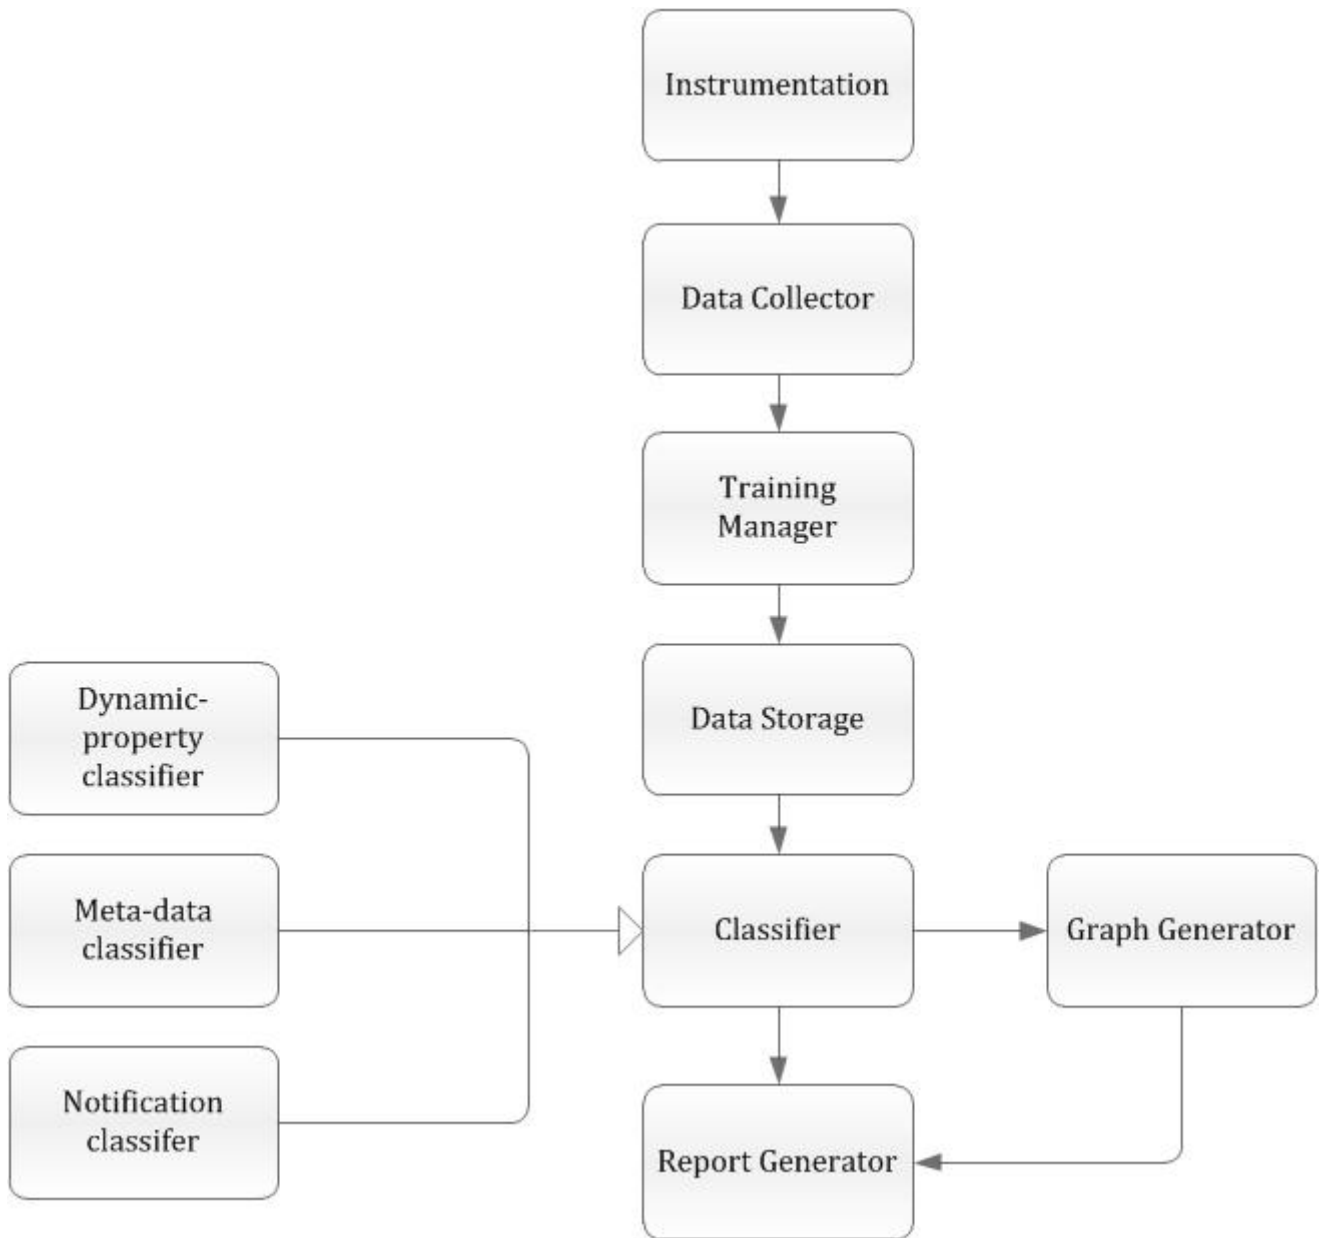 Instrumentation
Data Collector
Training
Manager
Data Storage
Dynamic-
property
classifier
Meta-data
classifier
Classifier
Graph Generator
Notification
classifer
Report Generator